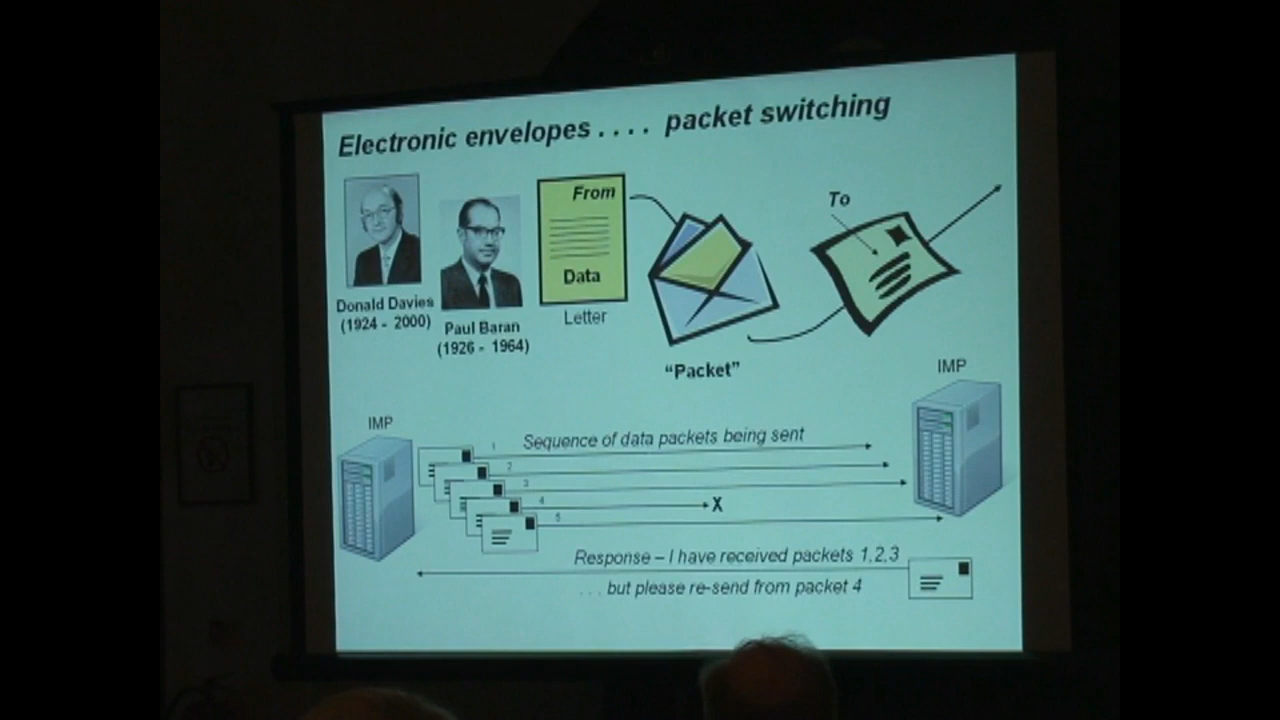 Electronic envelopes . . . . packet switching
From
To
Data
Donald Davies
(1924 - 2000)
Letter
Paul Baran
(1926 - 1964)
“Packet”
IMP
IMP
1
Sequence of data packets being sent
2
3
4
X
5
Response – I have received packets 1,2,3
. . . but please re-send from packet 4